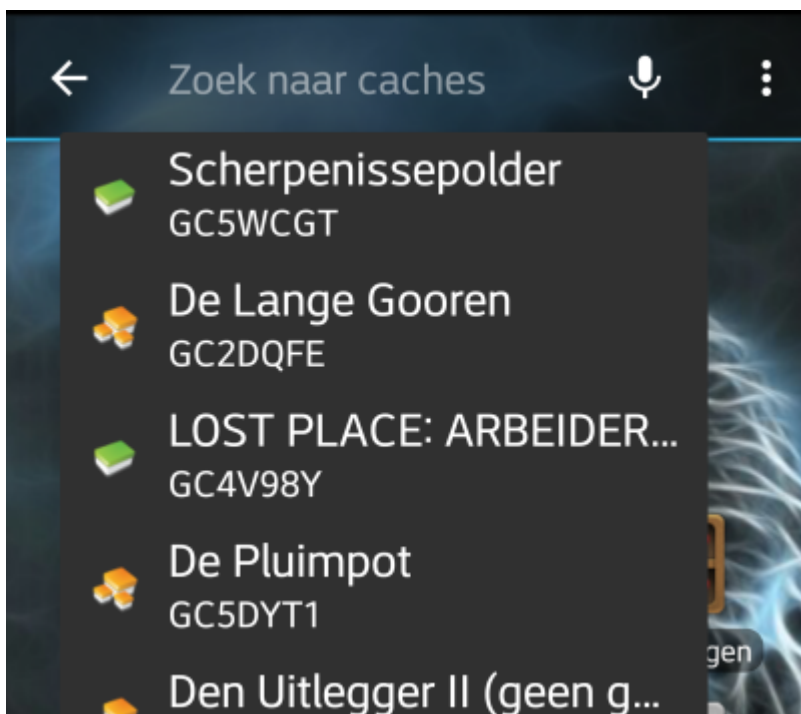 Zoek naar caches
Scherpenissepolder
GC5WCGT
De Lange Gooren
GC2DQFE
LOST PLACE: ARBEIDER...
GC4V98Y
De Pluimpot
GC5DYT1
gen
Den Uitlegger II (geen g...